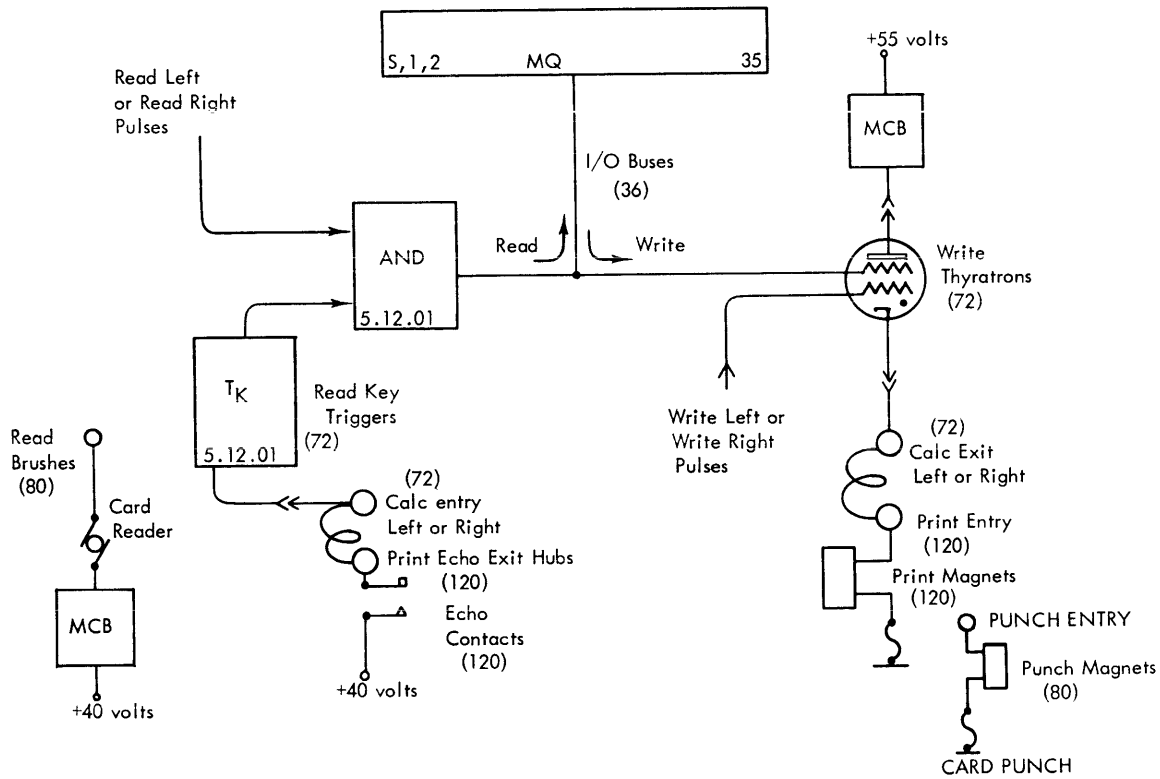 S,1,2 MQ 35
+55 volts
MCB
Read Left
or Read Right
Pulses
I/O Buses
(36)
AND
5.12.01
Read
Write
Write
Thyratrons
(72)
TK
5.12.01
Read Key
Triggers
(72)
Write Left or
Write Right
Pulses
Read
Brushes
(80)
Card
Reader
MCB
+40 volts
(72)
Calc entry
Left or Right
Print Echo Exit Hubs
(120)
Echo
Contacts
(120)
+40 volts
(72)
Calc Exit
Left or Right
Print Entry
(120)
Print Magnets
(120)
PUNCH ENTRY
Punch Magnets
(80)
CARD PUNCH